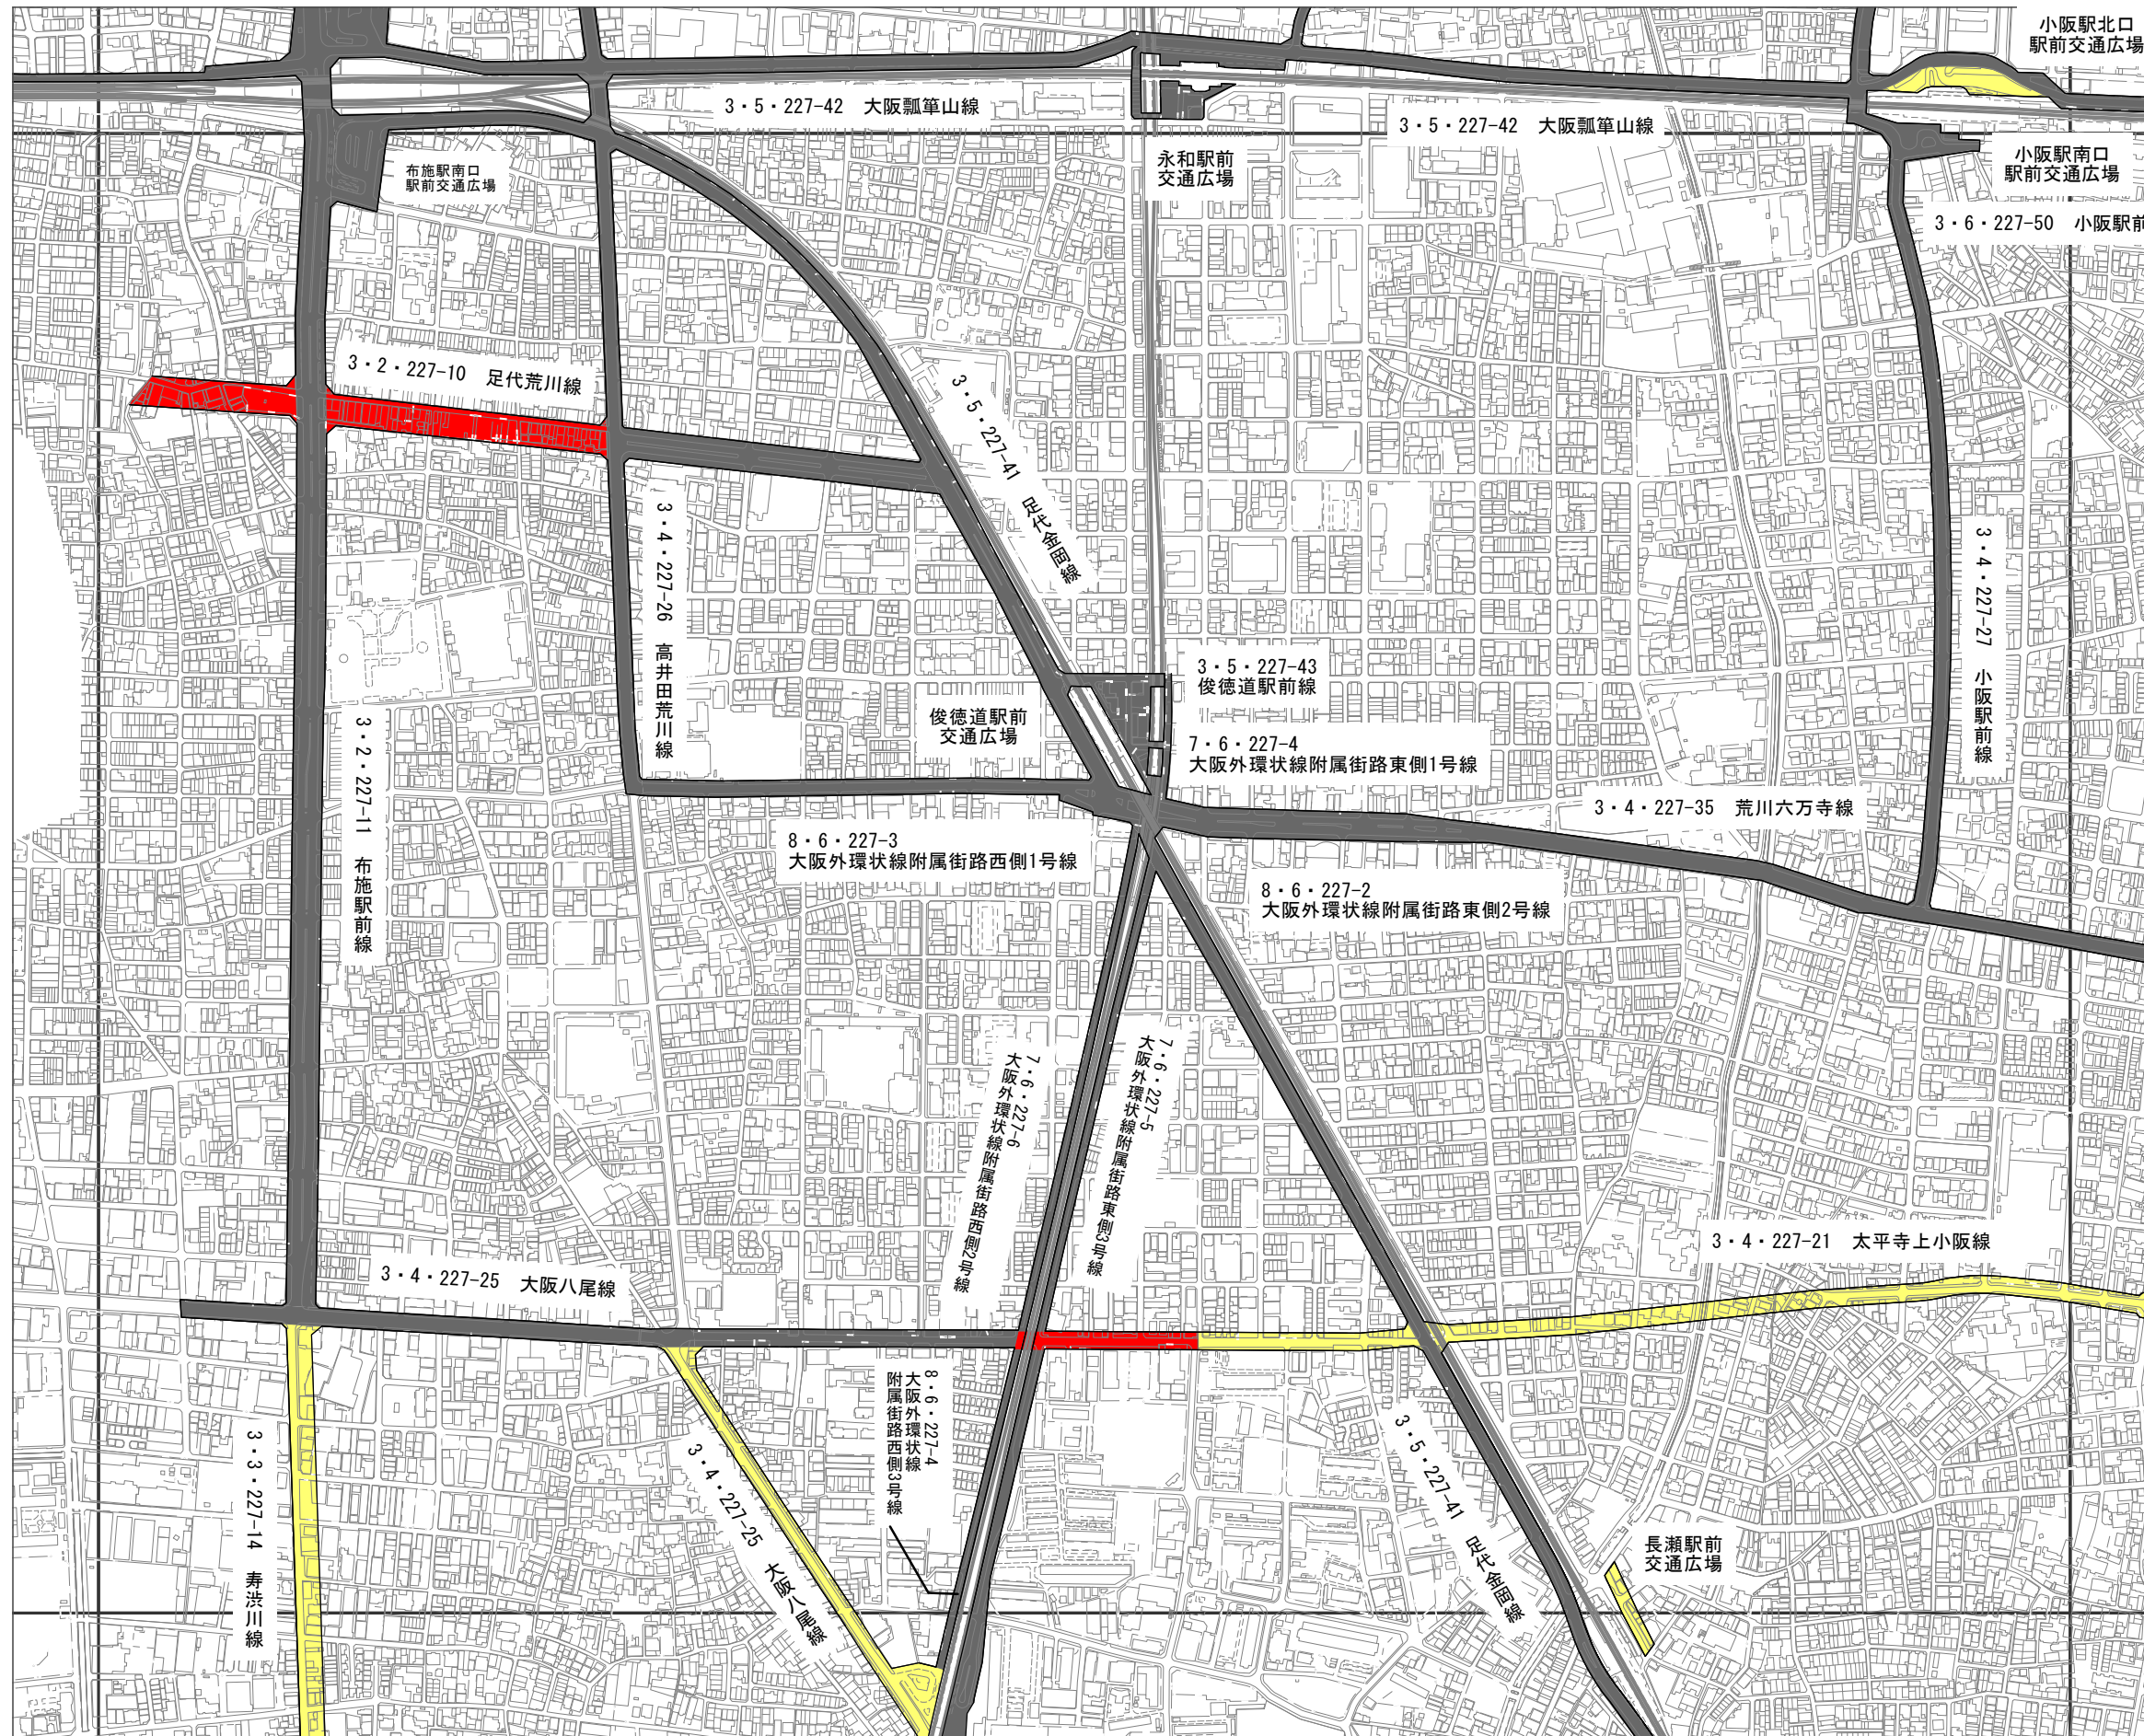 小阪駅北口
駅前交通広場
3・5・227-42　大阪瓢箪山線
3・5・227-42　大阪瓢箪山線
布施駅南口
駅前交通広場
永和駅前
交通広場
小阪駅南口
駅前交通広場
3・6・227-50　小阪駅前
3・2・227-10　足代荒川線
3・5・227-41　足代金岡線
3・4・227-26　高井田荒川線
3・4・227-27　小阪駅前線
3・5・227-43
俊徳道駅前線
俊徳道駅前
交通広場
3・2・227-11　布施駅前線
7・6・227-4
大阪外環状線附属街路東側1号線
3・4・227-35　荒川六万寺線
8・6・227-3
大阪外環状線附属街路西側1号線
8・6・227-2
大阪外環状線附属街路東側2号線
7・6・227-6
大阪外環状線附属街路西側2号線
7・6・227-5
大阪外環状線附属街路東側3号線
3・4・227-21　太平寺上小阪線
3・4・227-25　大阪八尾線
8・6・227-4
大阪外環状線
附属街路西側3号線
3・3・227-14　寿渋川線
3・4・227-25　大阪八尾線
3・5・227-41　足代金岡線
長瀬駅前
交通広場